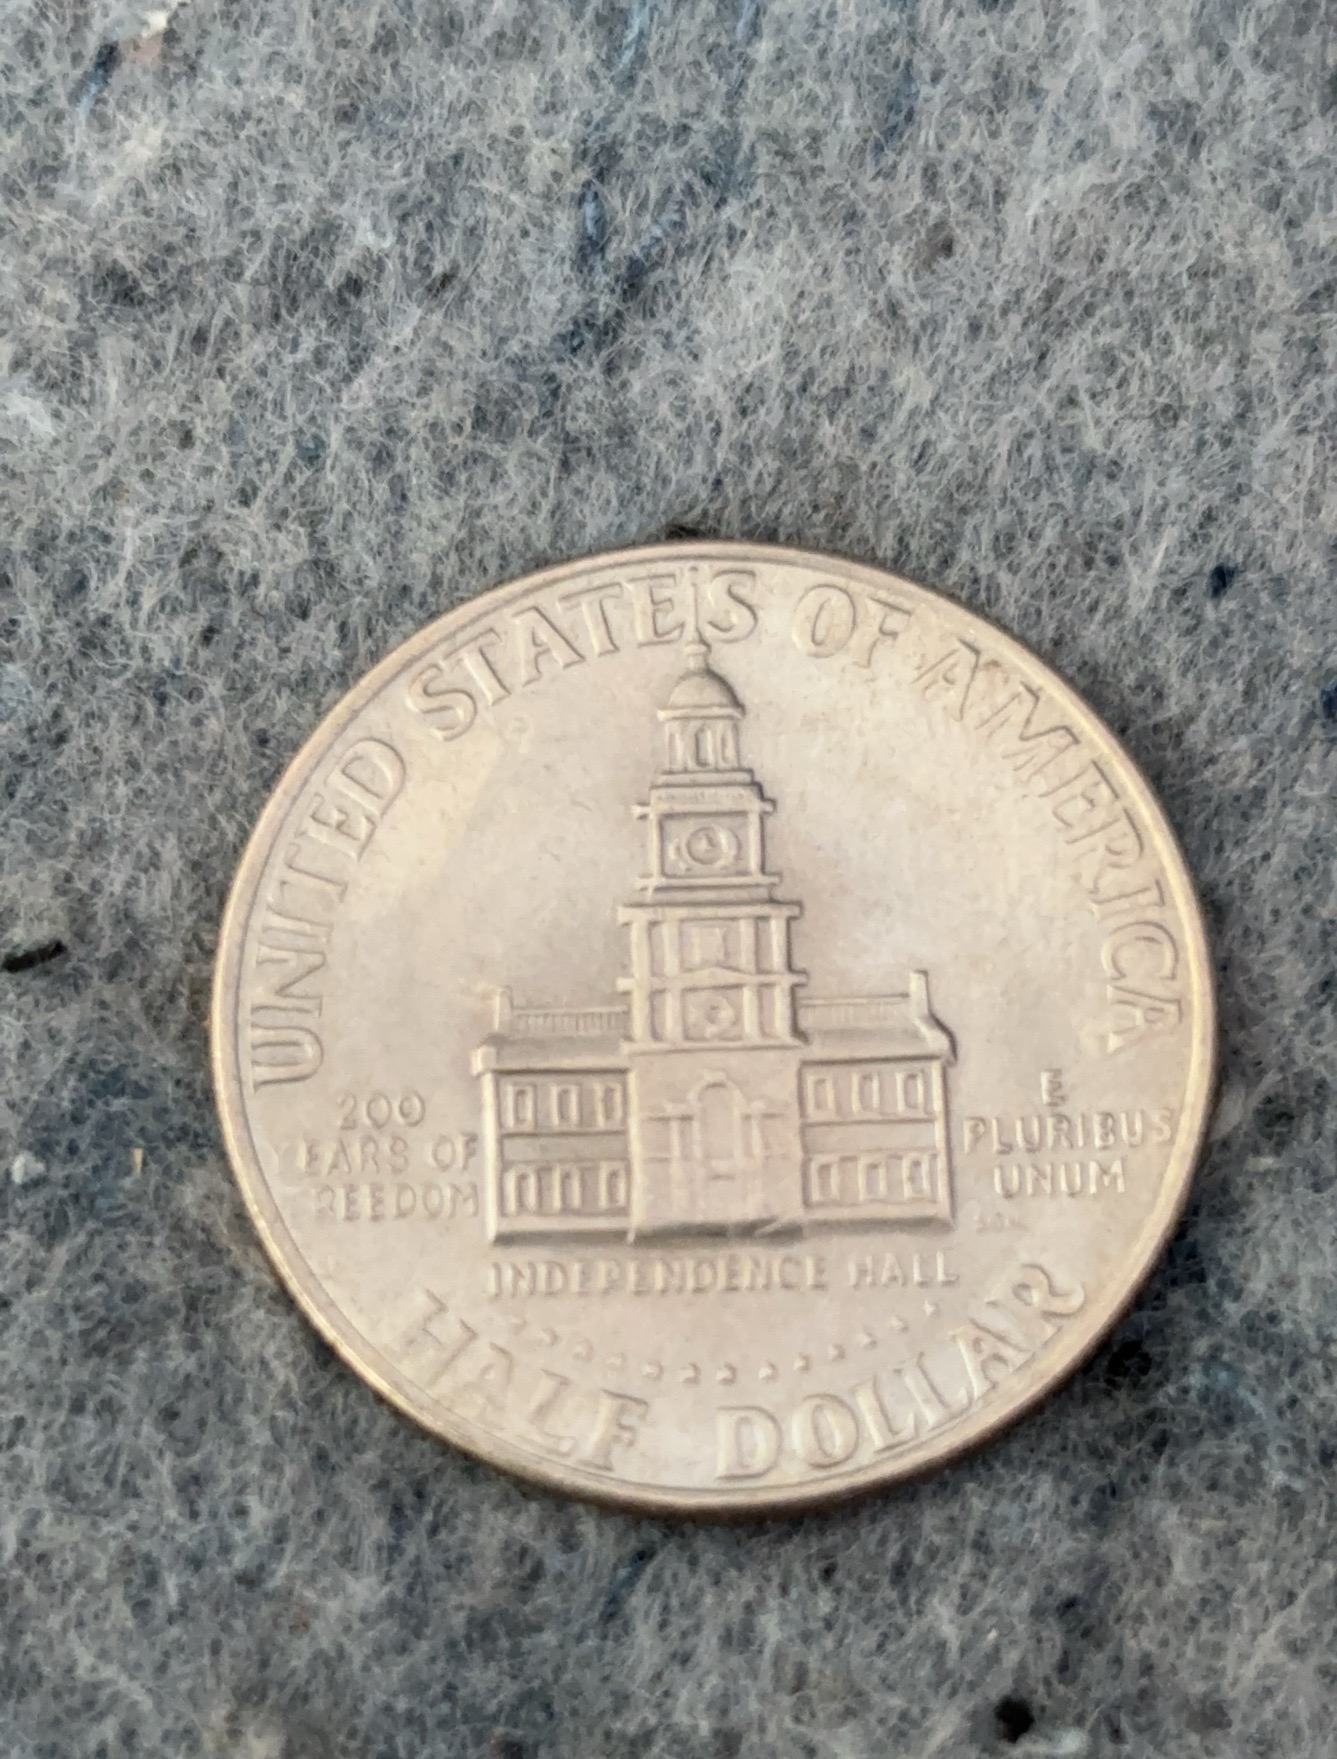 UNITED STATES OF AMERICA
200
YEARS OF
FREEDOM
E
PLURIBUS
UNUM
INDEPENDENCE HALL
HALF DOLLAR